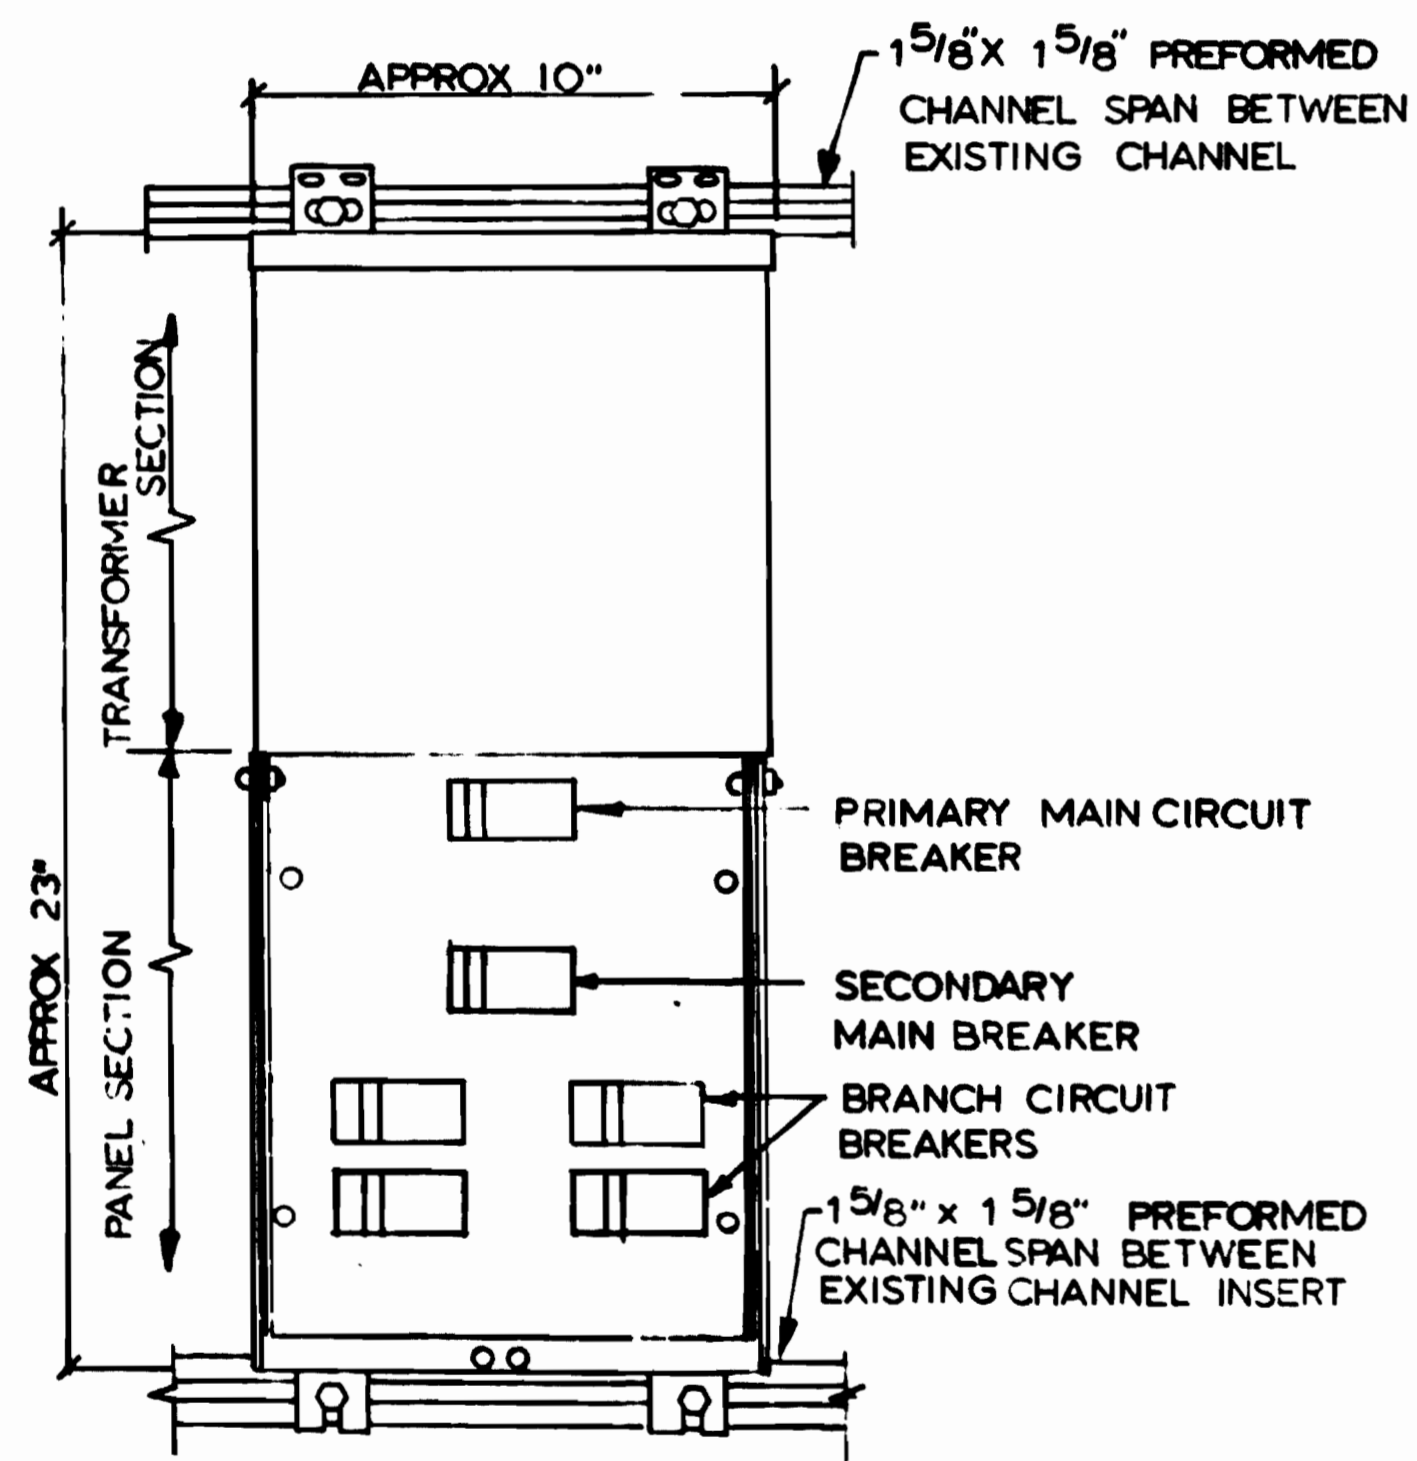 APPROX 10"
1 5/8" X 1 5/8" PREFORMED
CHANNEL SPAN BETWEEN
EXISTING CHANNEL
TRANSFORMER
SECTION
APPROX 23"
PANEL SECTION
PRIMARY MAIN CIRCUIT
BREAKER
SECONDARY
MAIN BREAKER
BRANCH CIRCUIT
BREAKERS
1 5/8" x 1 5/8" PREFORMED
CHANNEL SPAN BETWEEN
EXISTING CHANNEL INSERT